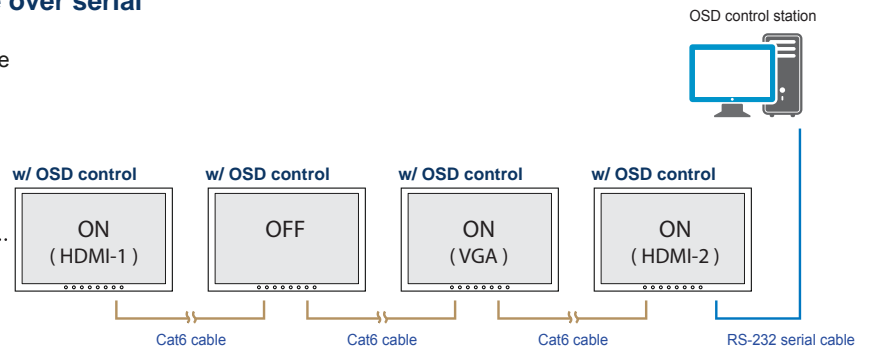 over serial
OSD control station
w/ OSD control
w/ OSD control
w/ OSD control
w/ OSD control
ON
( HDMI-1 )
OFF
ON
( VGA )
ON
( HDMI-2 )
Cat6 cable
Cat6 cable
Cat6 cable
RS-232 serial cable